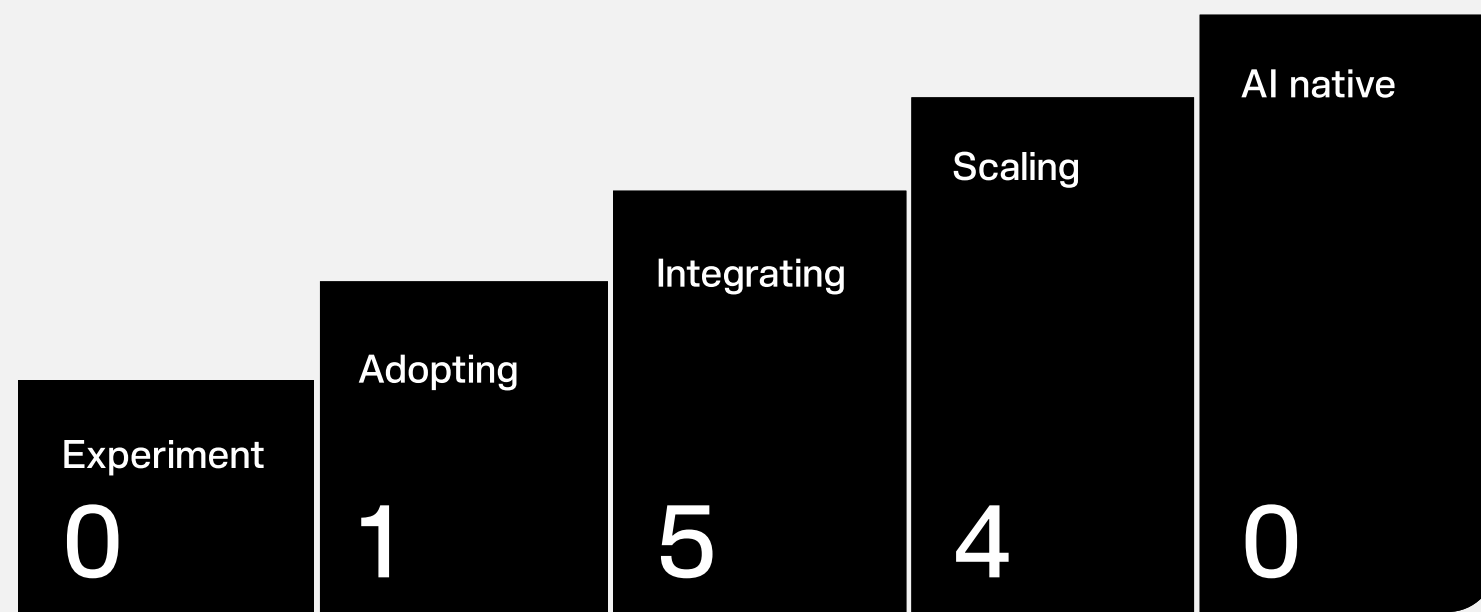 Experiment
0
Adopting
1
Integrating
5
Scaling
4
AI native
0